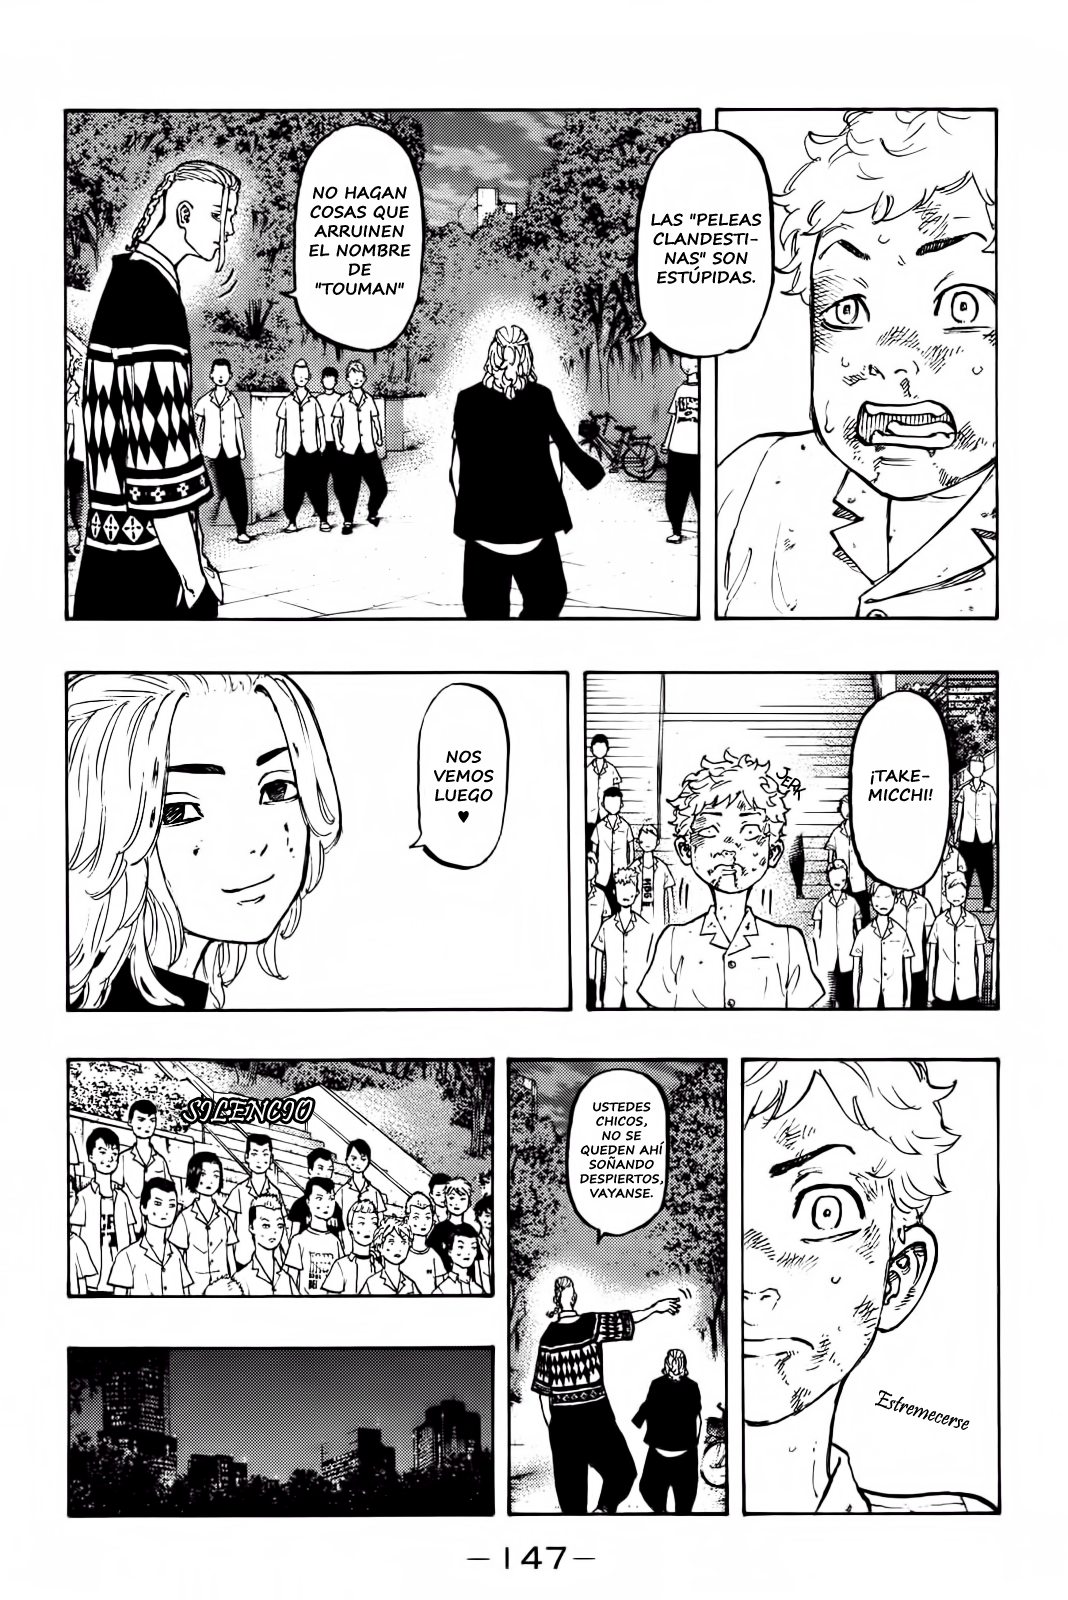 LAS "PELEAS
CLANDESTI-
NAS" SON
ESTÚPIDAS.
NO HAGAN
COSAS QUE
ARRUINEN
EL NOMBRE
DE
"TOUMAN"
¡TAKE-
MICCHI!
JERK
NOS
VEMOS
LUEGO
♥
Estremecerse
USTEDES
CHICOS,
NO SE
QUEDEN AHÍ
SOÑANDO
DESPIERTOS,
VAYANSE.
SILENCIO
—147—